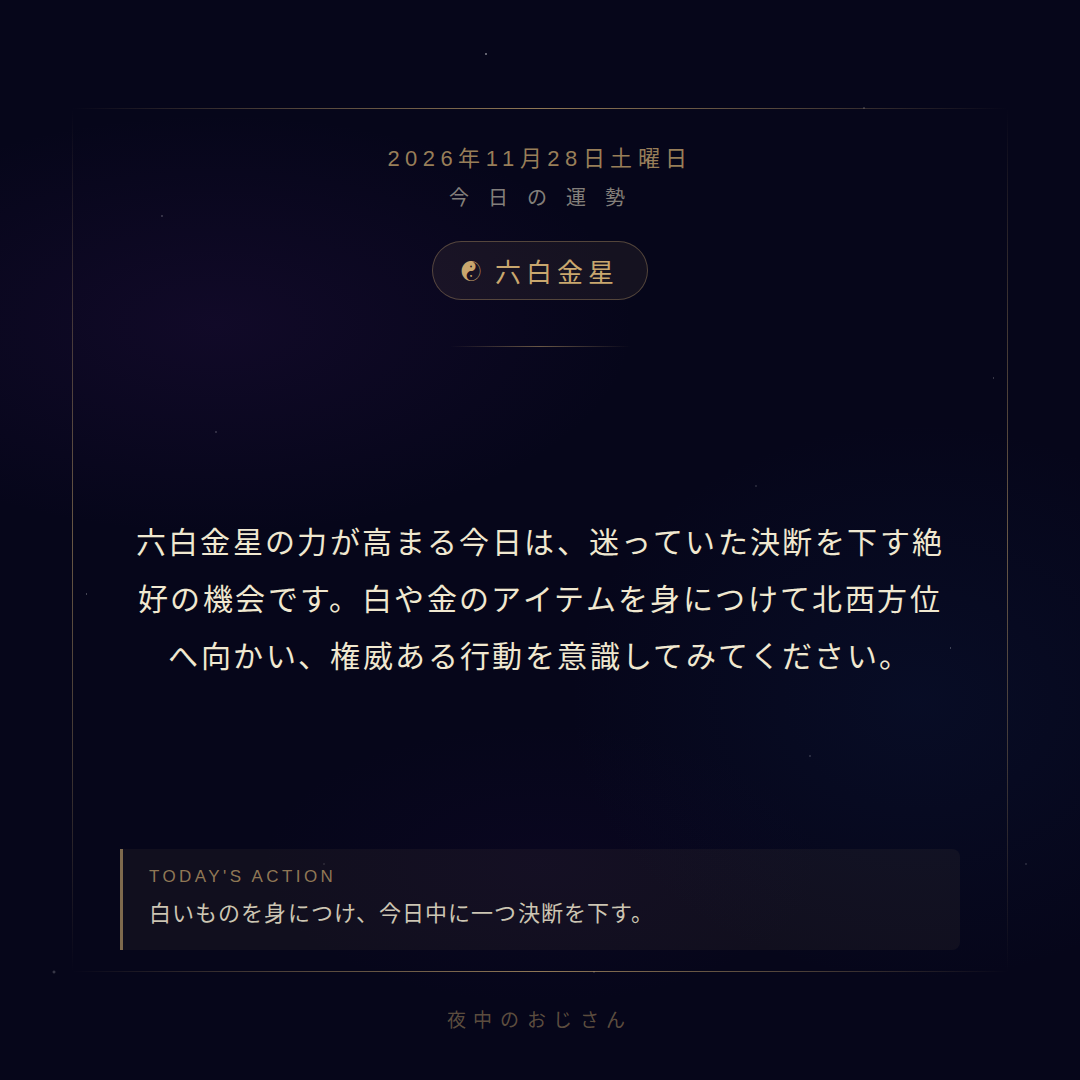 2026年11月28日土曜日
今日の運勢
☯ 六白金星
六白金星の力が高まる今日は、迷っていた決断を下す絶
好の機会です。白や金のアイテムを身につけて北西方位
へ向かい、権威ある行動を意識してみてください。
TODAY'S ACTION
白いものを身につけ、今日中に一つ決断を下す。
夜中のおじさん